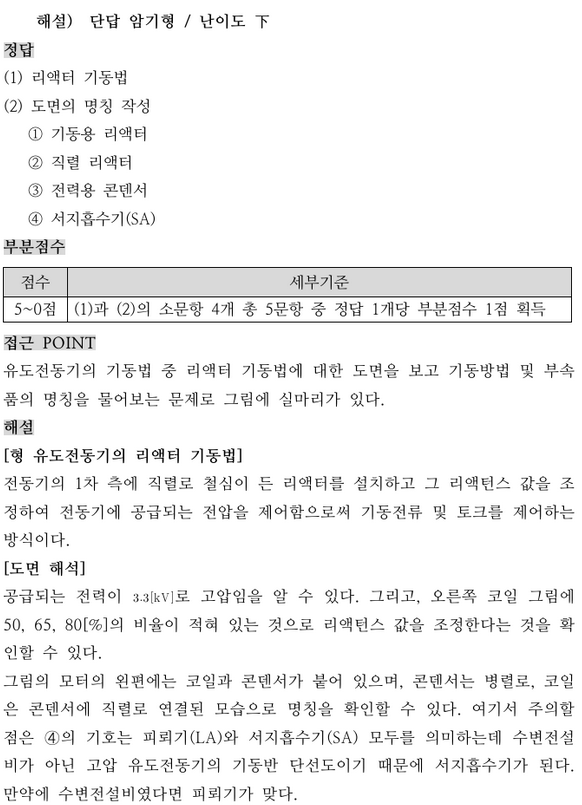 해설) 단답 암기형 / 난이도 下
정답
(1) 리액터 기동법
(2) 도면의 명칭 작성
① 기동용 리액터
② 직렬 리액터
③ 전력용 콘덴서
④ 서지흡수기(SA)
부분점수
점수 세부기준
5~0점 (1)과 (2)의 소문항 4개 총 5문항 중 정답 1개당 부분점수 1점 획득
접근 POINT
유도전동기의 기동법 중 리액터 기동법에 대한 도면을 보고 기동방법 및 부속
품의 명칭을 물어보는 문제로 그림에 실마리가 있다.
해설
[형 유도전동기의 리액터 기동법]
전동기의 1차 측에 직렬로 철심이 든 리액터를 설치하고 그 리액턴스 값을 조
정하여 전동기에 공급되는 전압을 제어함으로써 기동전류 및 토크를 제어하는
방식이다.
[도면 해석]
공급되는 전력이 3.3[kV]로 고압임을 알 수 있다. 그리고, 오른쪽 코일 그림에
50, 65, 80[%]의 비율이 적혀 있는 것으로 리액턴스 값을 조정한다는 것을 확
인할 수 있다.
그림의 모터의 왼편에는 코일과 콘덴서가 붙어 있으며, 콘덴서는 병렬로, 코일
은 콘덴서에 직렬로 연결된 모습으로 명칭을 확인할 수 있다. 여기서 주의할
점은 ④의 기호는 피뢰기(LA)와 서지흡수기(SA) 모두를 의미하는데 수변전설
비가 아닌 고압 유도전동기의 기동반 단선도이기 때문에 서지흡수기가 된다.
만약에 수변전설비였다면 피뢰기가 맞다.